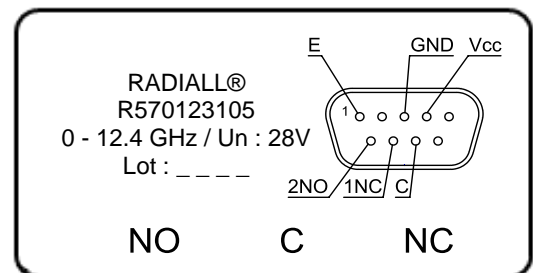 E GND Vcc
RADIALL®
R570123105
1
0 - 12.4 GHz / Un : 28V
Lot : _ _ _ _
2NO 1NC C
NO C NC